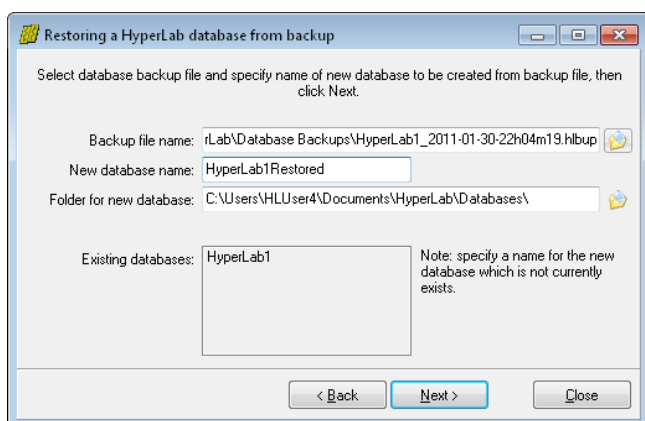 Restoring a HyperLab database from backup
Select database backup file and specify name of new database to be created from backup file, then
click Next.
Backup file name: rLab\Database Backups\HyperLab1_2011-01-30-22h04m19.hlbup
New database name: HyperLab1Restored
Folder for new database: C:\Users\HLUser4\Documents\HyperLab\Databases\
Existing databases: HyperLab1
Note: specify a name for the new
database which is not currently
exists.
< Back Next > Close